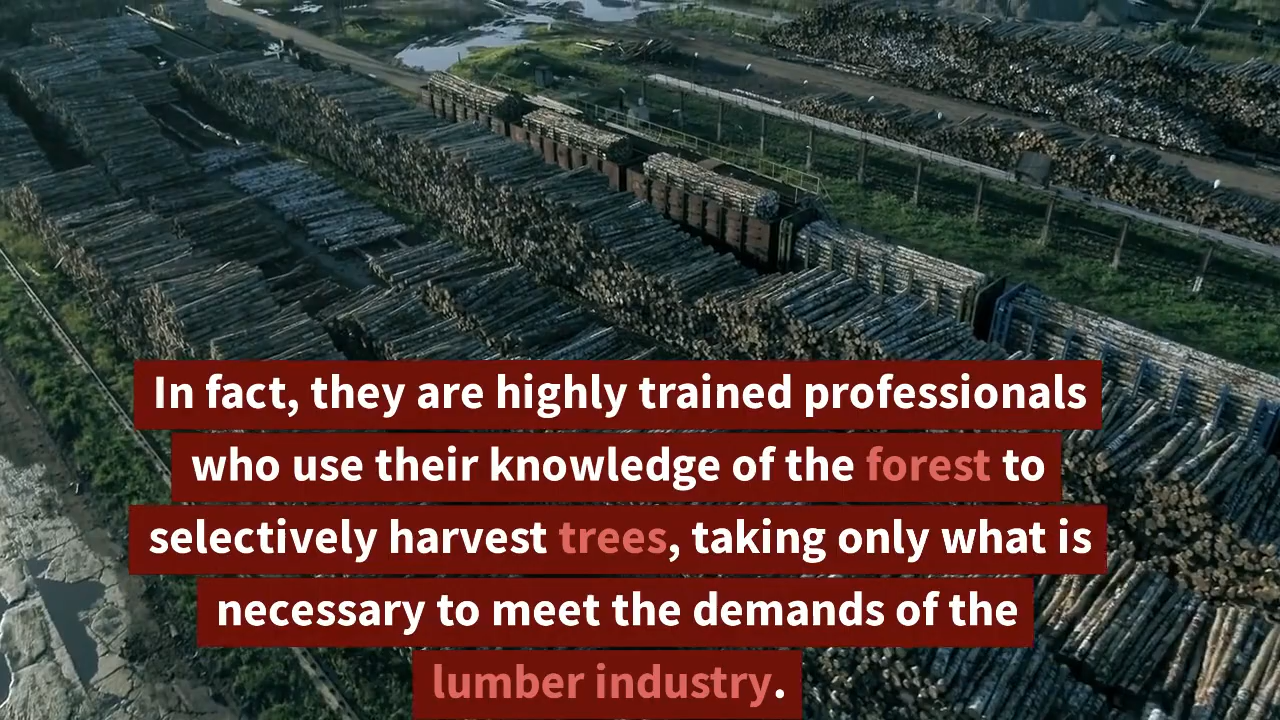 In fact, they are highly trained professionals
who use their knowledge of the forest to
selectively harvest trees, taking only what is
necessary to meet the demands of the
lumber industry.